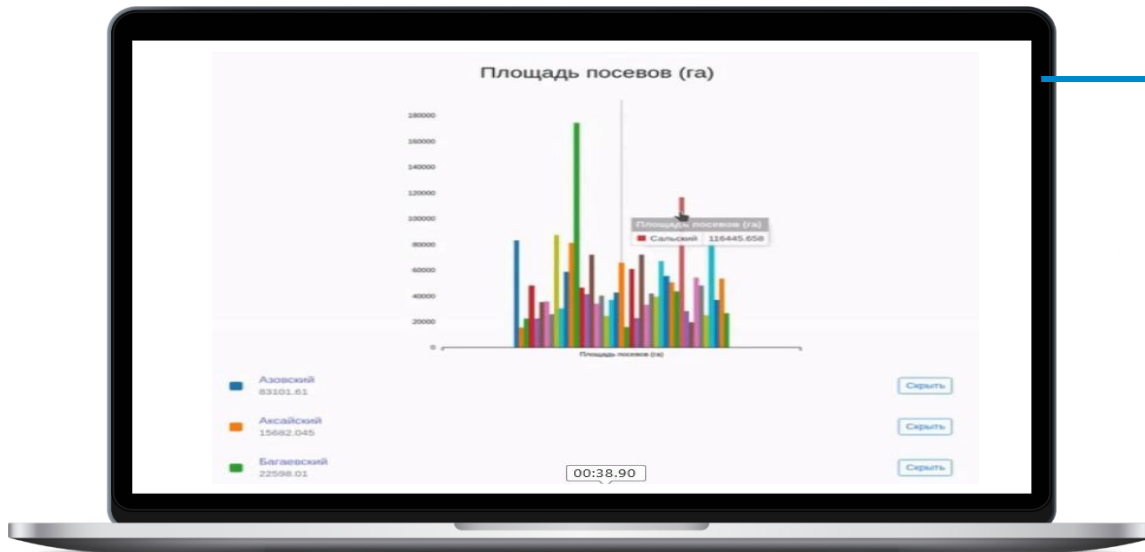 Площадь посевов (га)
180000
160000
140000
120000
100000
80000
60000
40000
20000
0
Площадь посевов (га)
Сальский 116445.658
Площадь посевов (га)
Азовский
83101.61
Скрыть
Аксайский
15682.045
Скрыть
Багаевский
22598.01
Скрыть
00:38.90